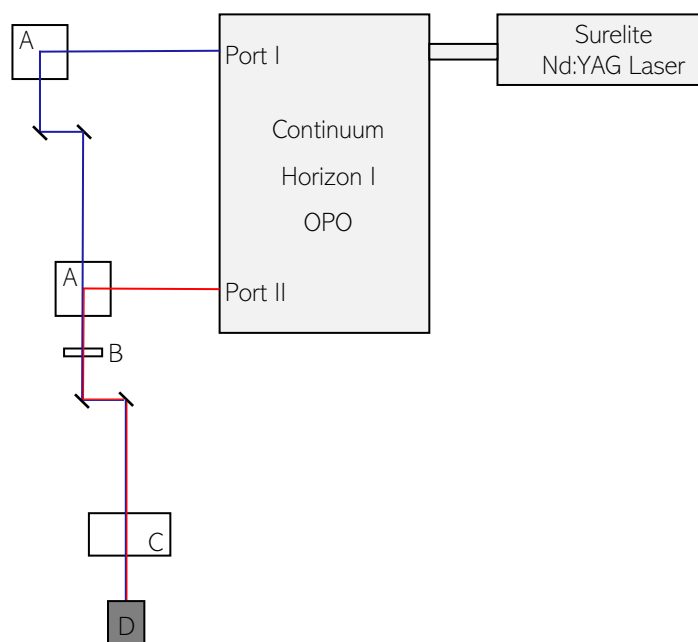 A
Port I
Surelite
Nd:YAG Laser
Continuum
Horizon I
OPO
A
Port II
B
C
D